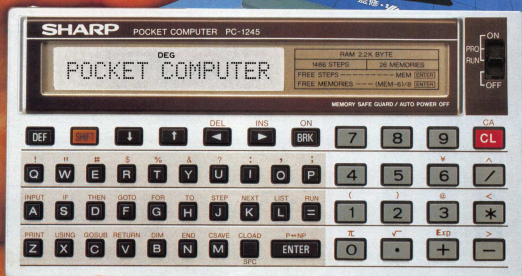 監修・
SHARP POCKET COMPUTER PC-1245
DEG
POCKET COMPUTER
RAM 2.2K BYTE
1486 STEPS 26 MEMORIES
FREE STEPS ---- MEM ENTER
FREE MEMORIES ---- (MEM-6)/8 ENTER
MEMORY SAFE GUARD / AUTO POWER OFF
ON
PRO
RUN
OFF
DEL INS ON CA
DEF SHIFT ↓ ↑ ◄ ► BRK 7 8 9 CL
! " # $ % & ? : , ; ¥ ^
Q W E R T Y U I O P 4 5 6 /
INPUT IF THEN GOTO FOR TO STEP NEXT LIST RUN ( ) @ <
A S D F G H J K L = 1 2 3 *
PRINT USING GOSUB RETURN DIM END CSAVE CLOAD P↔NP π √ Exp >
Z X C V B N M SPC ENTER 0 • + −